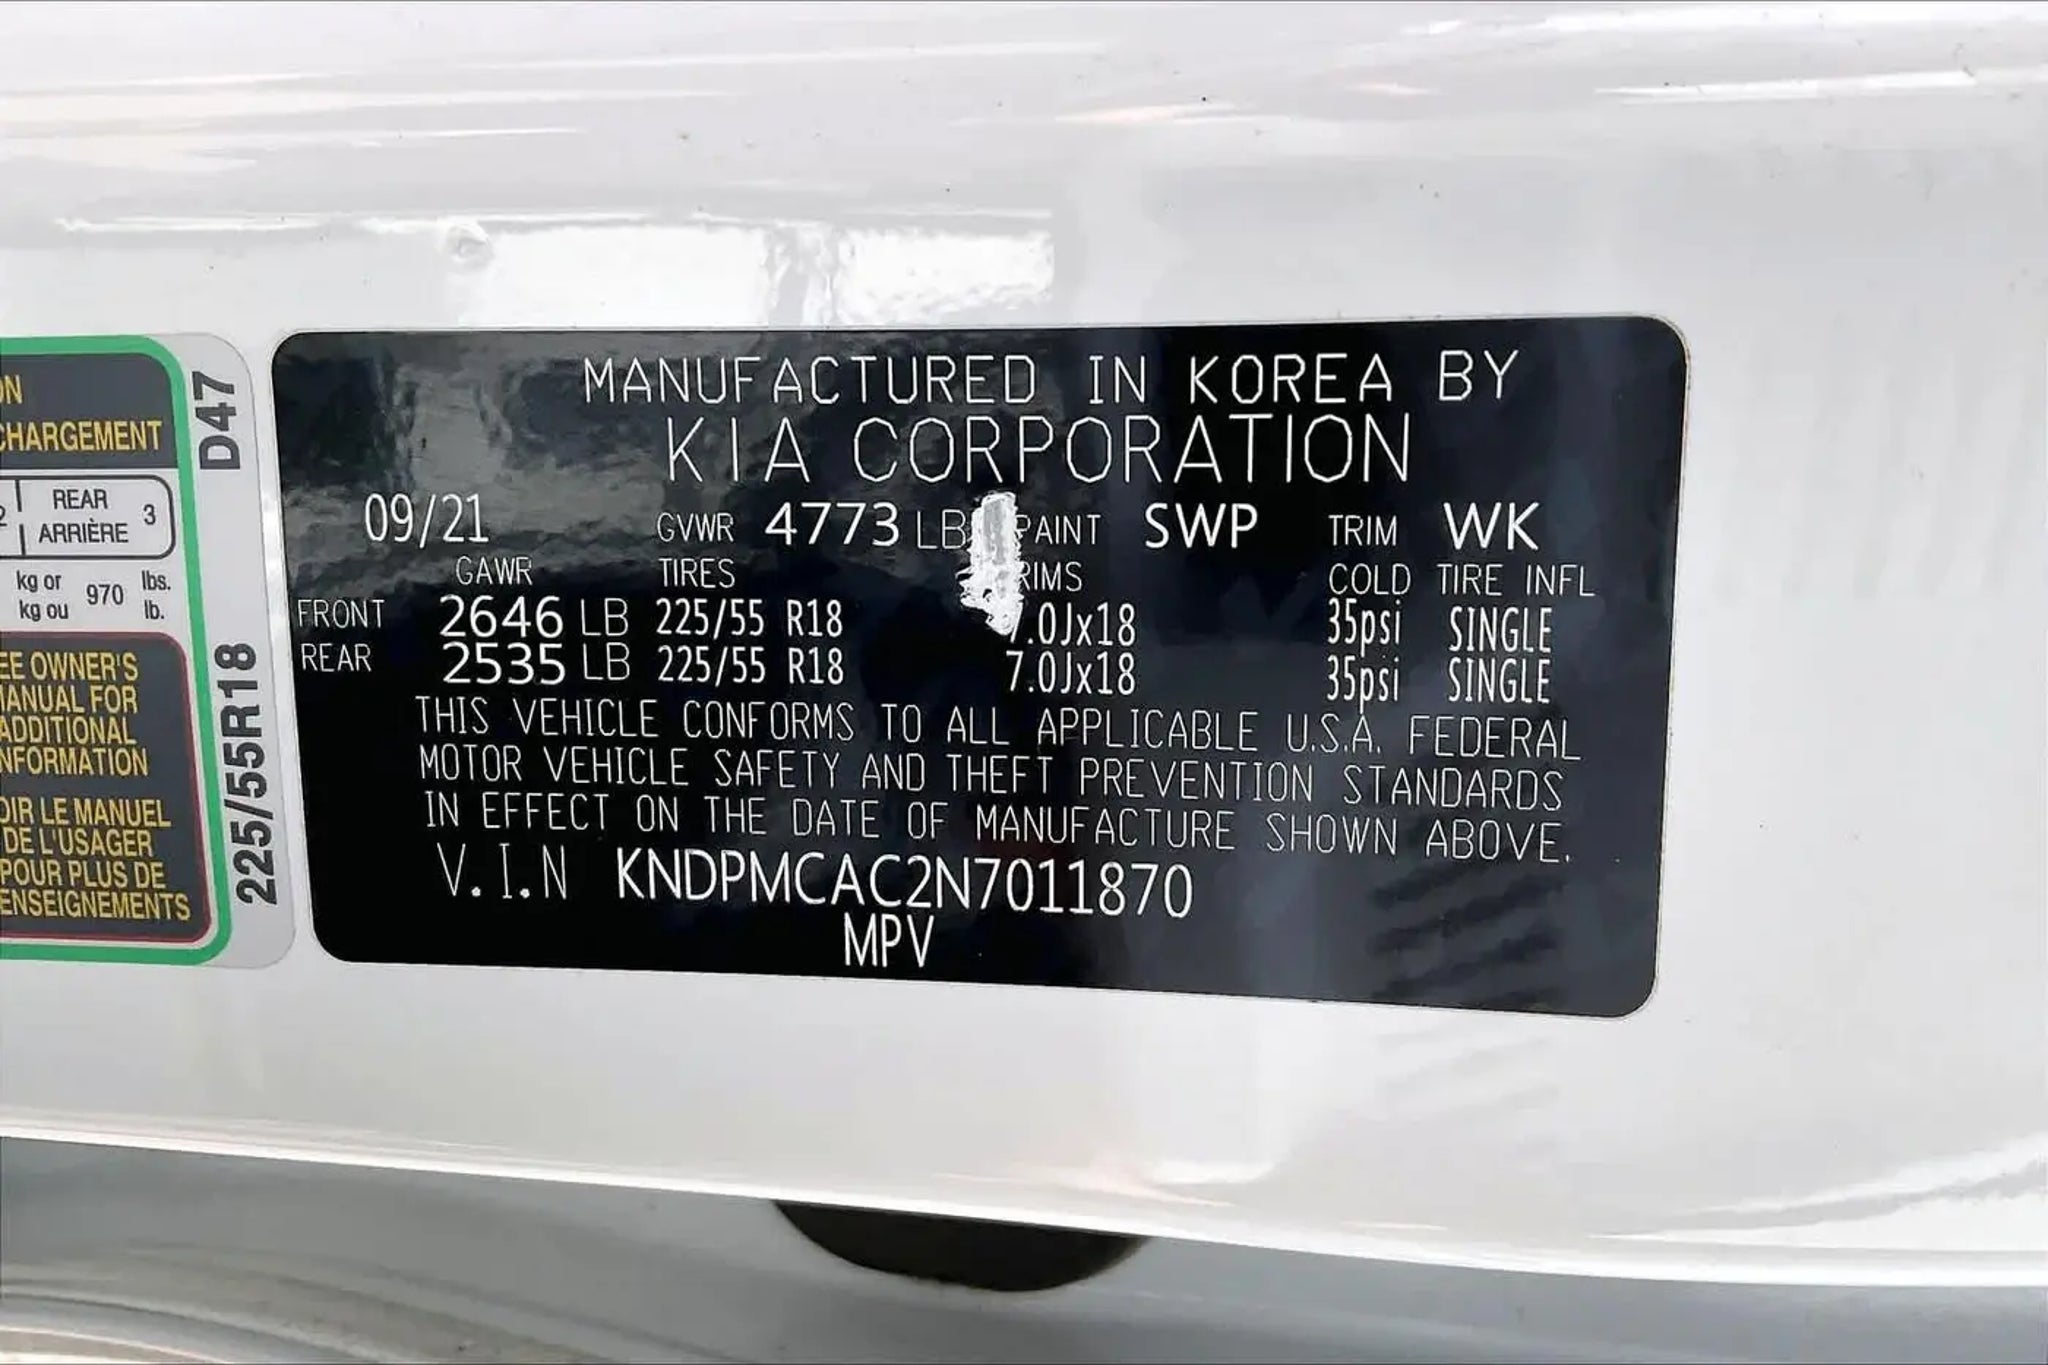 ON
CHARGEMENT
2 REAR 3
ARRIÈRE
kg or 970 lbs.
kg ou lb.
EE OWNER'S
ANUAL FOR
ADDITIONAL
NFORMATION
OIR LE MANUEL
DE L'USAGER
POUR PLUS DE
ENSEIGNEMENTS
D47
225/55R18
MANUFACTURED IN KOREA BY
KIA CORPORATION
09/21 GVWR 4773 LB PAINT SWP TRIM WK
GAWR TIRES RIMS COLD TIRE INFL
FRONT 2646 LB 225/55 R18 7.0Jx18 35psi SINGLE
REAR 2535 LB 225/55 R18 7.0Jx18 35psi SINGLE
THIS VEHICLE CONFORMS TO ALL APPLICABLE U.S.A. FEDERAL
MOTOR VEHICLE SAFETY AND THEFT PREVENTION STANDARDS
IN EFFECT ON THE DATE OF MANUFACTURE SHOWN ABOVE.
V.I.N KNDPMCAC2N7011870
MPV